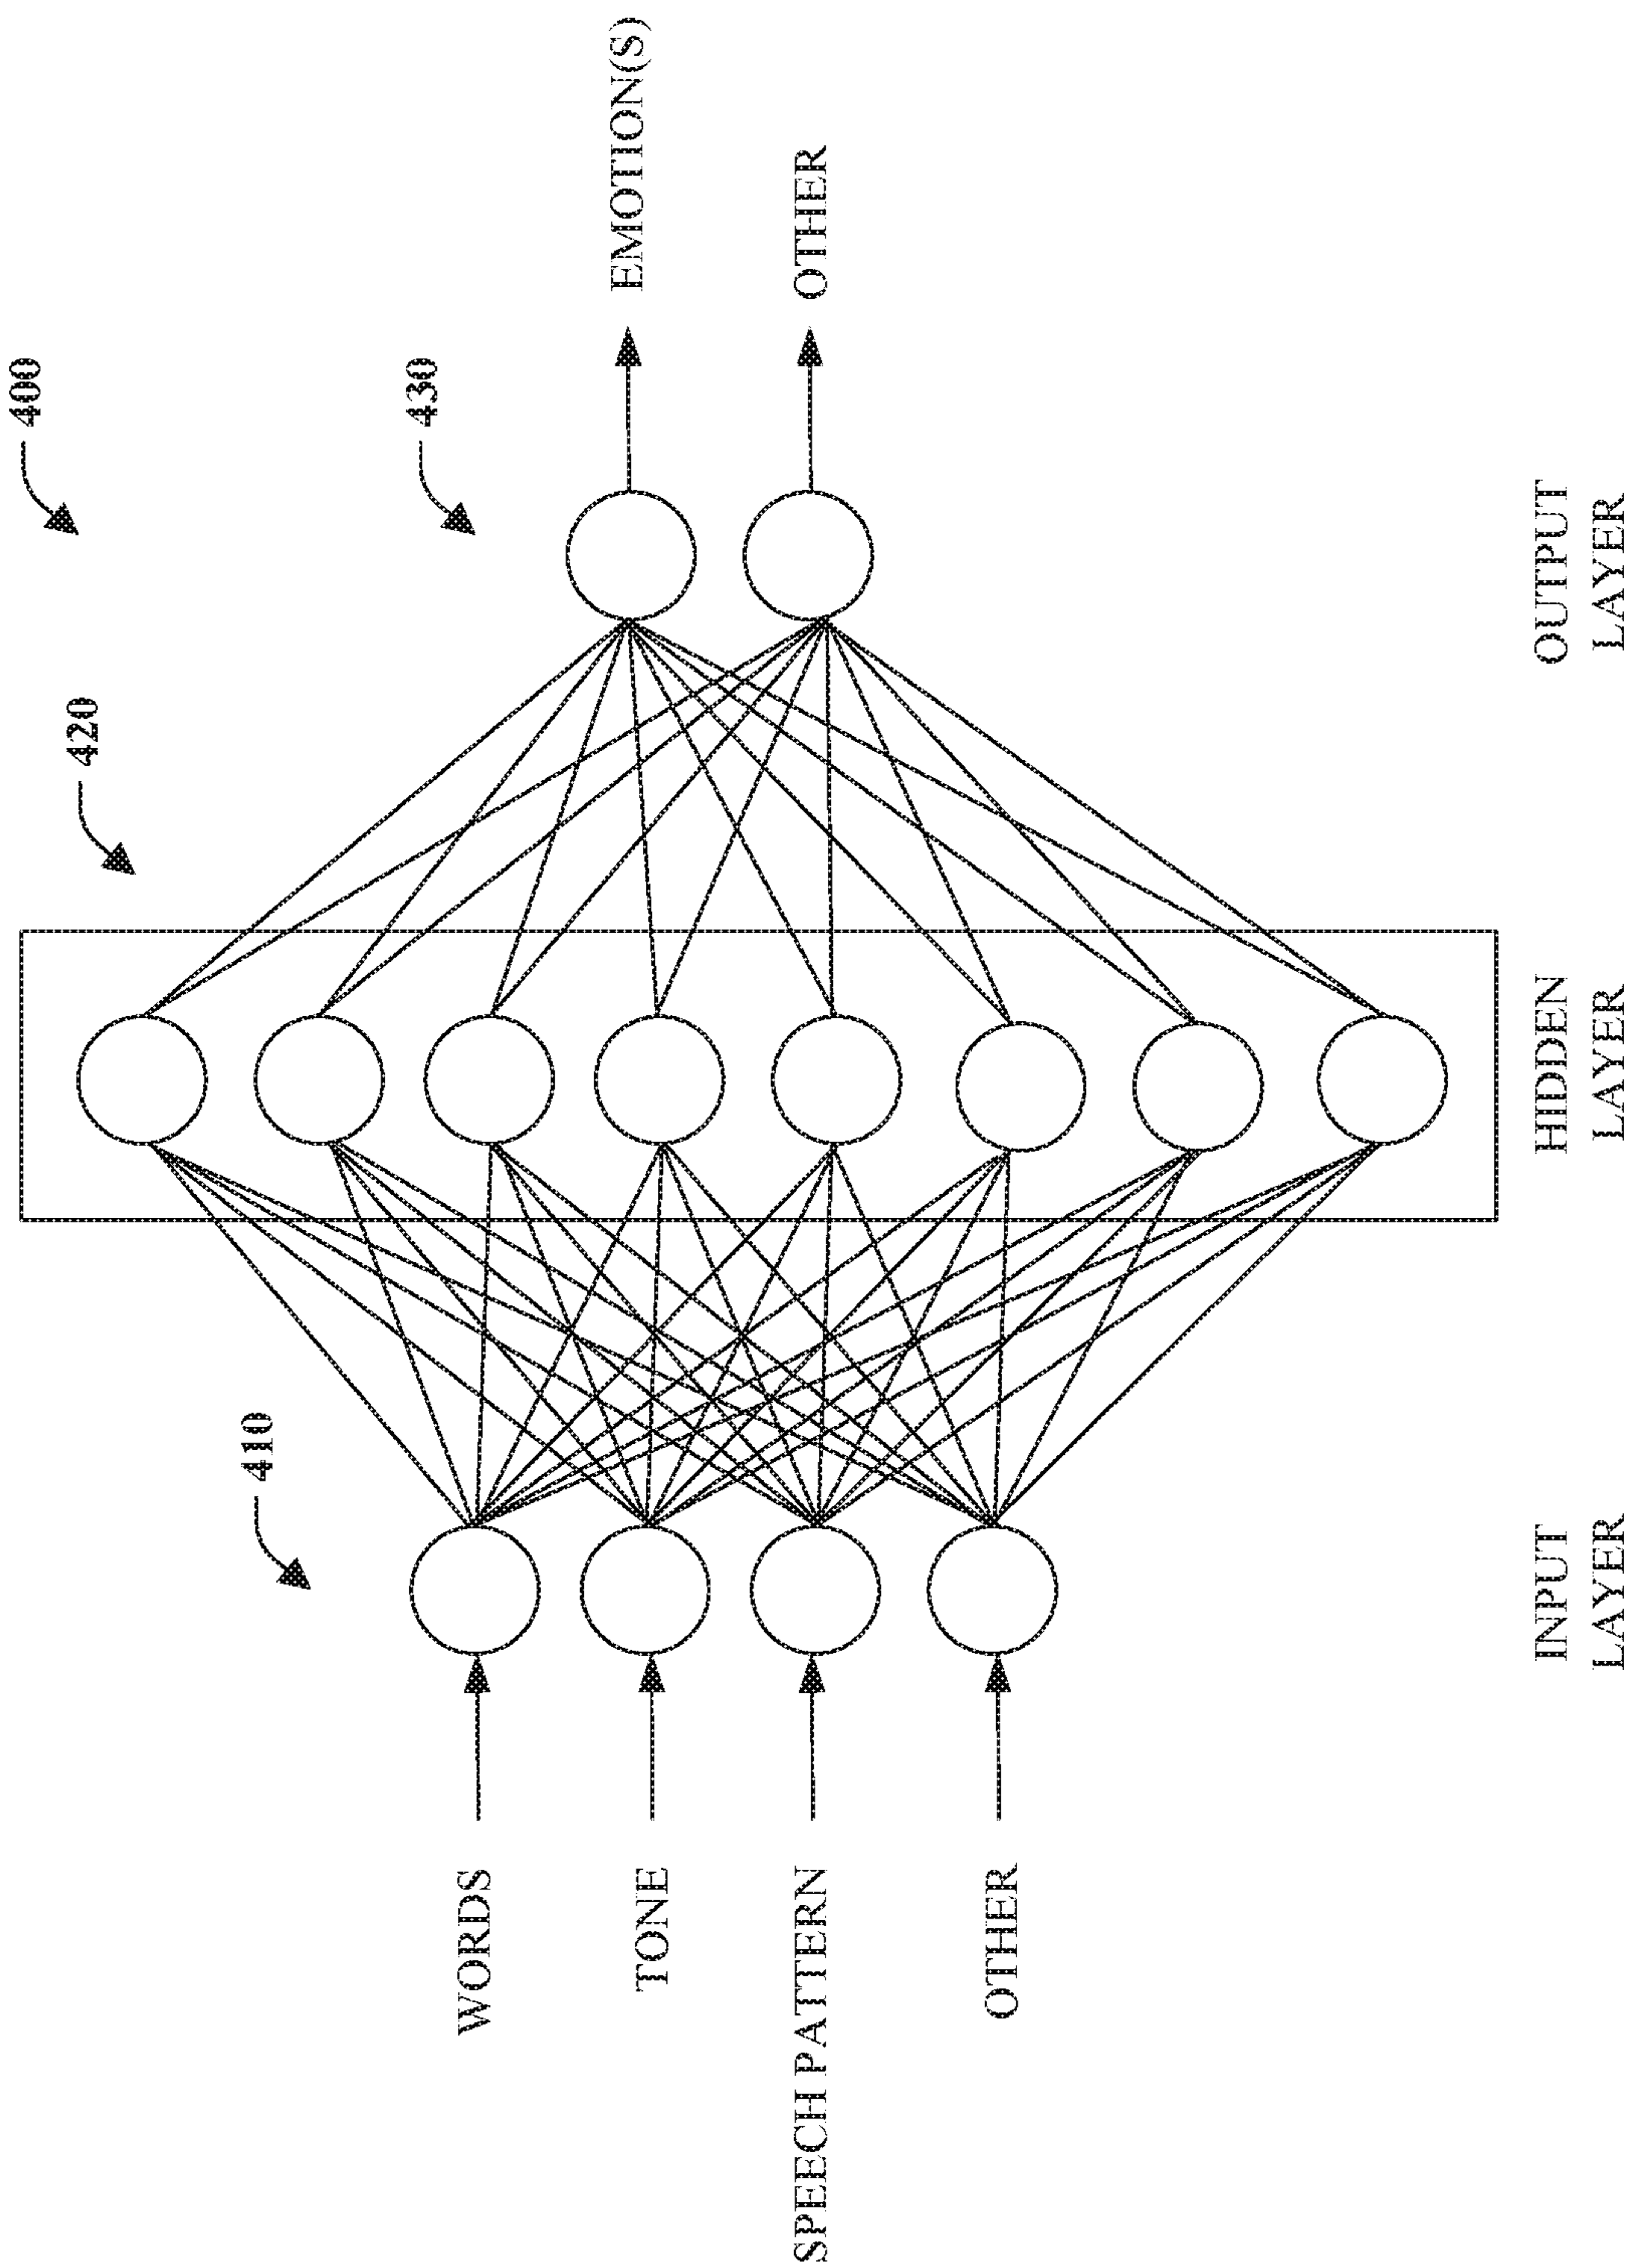 400
420
430
410
WORDS
TONE
SPEECH PATTERN
OTHER
EMOTION(S)
OTHER
INPUT
LAYER
HIDDEN
LAYER
OUTPUT
LAYER